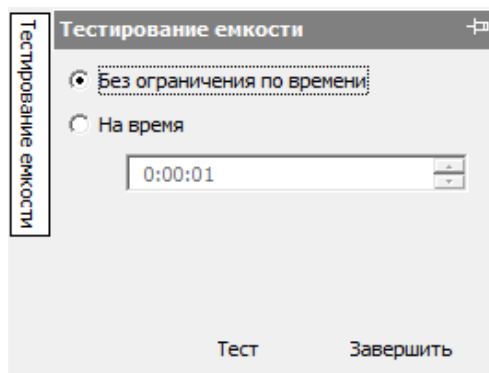 Тестирование емкости
Тестирование емкости
Без ограничения по времени
На время
0:00:01
Тест Завершить